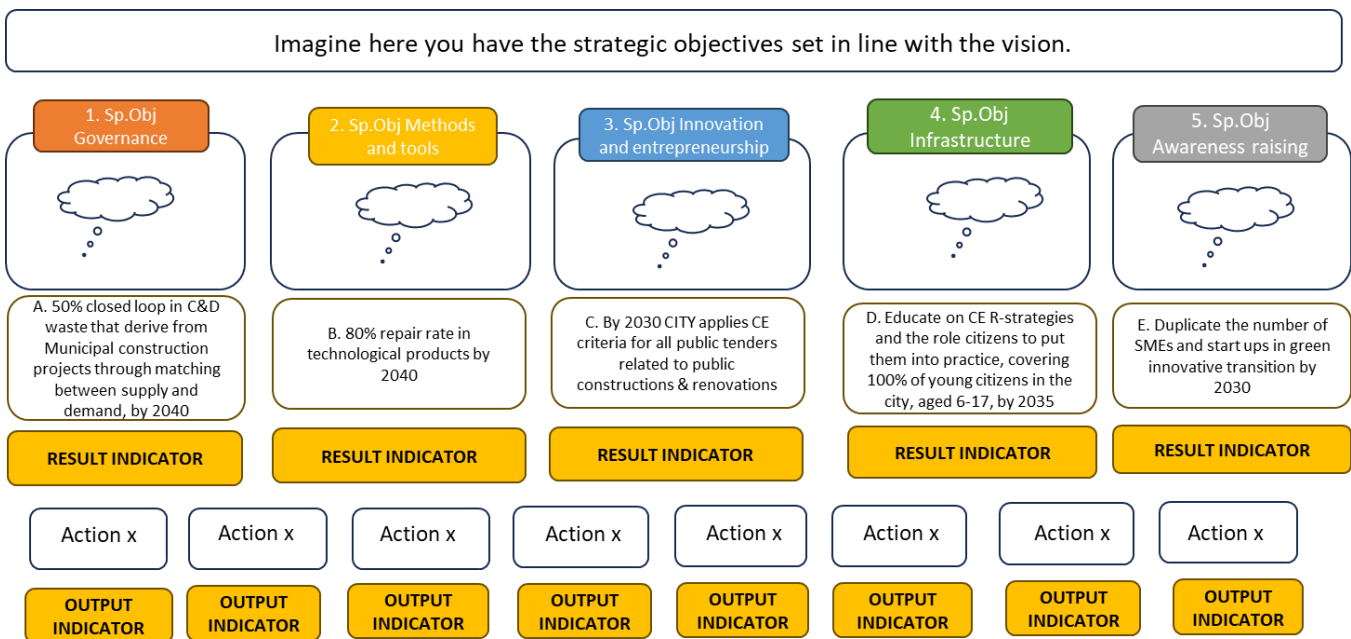 Imagine here you have the strategic objectives set in line with the vision.
1. Sp.Obj
Governance
2. Sp.Obj Methods
and tools
3. Sp.Obj Innovation
and entrepreneurship
4. Sp.Obj
Infrastructure
5. Sp.Obj
Awareness raising
A. 50% closed loop in C&D
waste that derive from
Municipal construction
projects through matching
between supply and
demand, by 2040
B. 80% repair rate in
technological products by
2040
C. By 2030 CITY applies CE
criteria for all public tenders
related to public
constructions & renovations
D. Educate on CE R-strategies
and the role citizens to put
them into practice, covering
100% of young citizens in the
city, aged 6-17, by 2035
E. Duplicate the number of
SMEs and start ups in green
innovative transition by
2030
RESULT INDICATOR
RESULT INDICATOR
RESULT INDICATOR
RESULT INDICATOR
RESULT INDICATOR
Action x
Action x
Action x
Action x
Action x
Action x
Action x
Action x
OUTPUT
INDICATOR
OUTPUT
INDICATOR
OUTPUT
INDICATOR
OUTPUT
INDICATOR
OUTPUT
INDICATOR
OUTPUT
INDICATOR
OUTPUT
INDICATOR
OUTPUT
INDICATOR